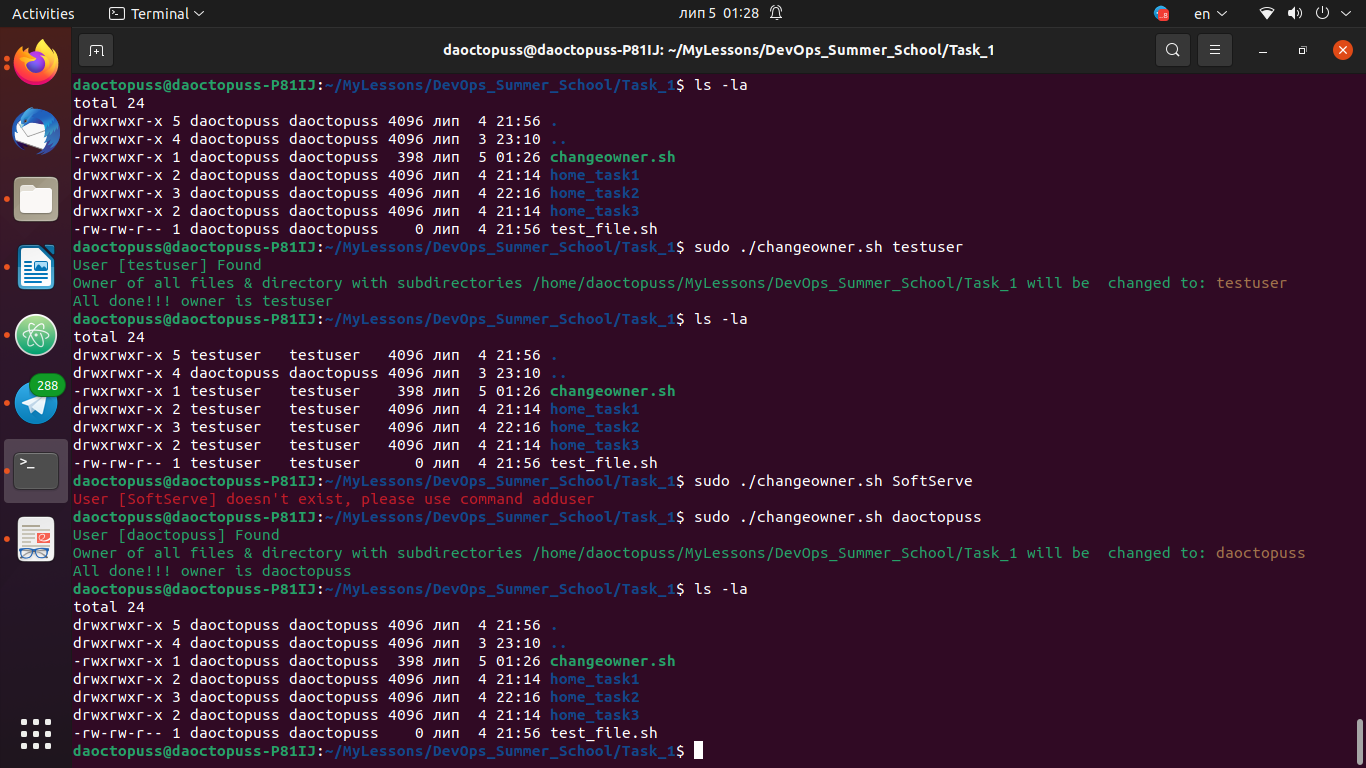 Activities Terminal лип 5 01:28 en
daoctopuss@daoctopuss-P81IJ: ~/MyLessons/DevOps_Summer_School/Task_1
daoctopuss@daoctopuss-P81IJ:~/MyLessons/DevOps_Summer_School/Task_1$ ls -la
total 24
drwxrwxr-x 5 daoctopuss daoctopuss 4096 лип  4 21:56 .
drwxrwxr-x 4 daoctopuss daoctopuss 4096 лип  3 23:10 ..
-rwxrwxr-x 1 daoctopuss daoctopuss  398 лип  5 01:26 changeowner.sh
drwxrwxr-x 2 daoctopuss daoctopuss 4096 лип  4 21:14 home_task1
drwxrwxr-x 3 daoctopuss daoctopuss 4096 лип  4 22:16 home_task2
drwxrwxr-x 2 daoctopuss daoctopuss 4096 лип  4 21:14 home_task3
-rw-rw-r-- 1 daoctopuss daoctopuss    0 лип  4 21:56 test_file.sh
daoctopuss@daoctopuss-P81IJ:~/MyLessons/DevOps_Summer_School/Task_1$ sudo ./changeowner.sh testuser
User [testuser] Found
Owner of all files & directory with subdirectories /home/daoctopuss/MyLessons/DevOps_Summer_School/Task_1 will be  changed to: testuser
All done!!! owner is testuser
daoctopuss@daoctopuss-P81IJ:~/MyLessons/DevOps_Summer_School/Task_1$ ls -la
total 24
drwxrwxr-x 5 testuser   testuser   4096 лип  4 21:56 .
drwxrwxr-x 4 daoctopuss daoctopuss 4096 лип  3 23:10 ..
-rwxrwxr-x 1 testuser   testuser    398 лип  5 01:26 changeowner.sh
drwxrwxr-x 2 testuser   testuser   4096 лип  4 21:14 home_task1
drwxrwxr-x 3 testuser   testuser   4096 лип  4 22:16 home_task2
drwxrwxr-x 2 testuser   testuser   4096 лип  4 21:14 home_task3
-rw-rw-r-- 1 testuser   testuser      0 лип  4 21:56 test_file.sh
288
daoctopuss@daoctopuss-P81IJ:~/MyLessons/DevOps_Summer_School/Task_1$ sudo ./changeowner.sh SoftServe
User [SoftServe] doesn't exist, please use command adduser
daoctopuss@daoctopuss-P81IJ:~/MyLessons/DevOps_Summer_School/Task_1$ sudo ./changeowner.sh daoctopuss
User [daoctopuss] Found
Owner of all files & directory with subdirectories /home/daoctopuss/MyLessons/DevOps_Summer_School/Task_1 will be  changed to: daoctopuss
All done!!! owner is daoctopuss
daoctopuss@daoctopuss-P81IJ:~/MyLessons/DevOps_Summer_School/Task_1$ ls -la
total 24
drwxrwxr-x 5 daoctopuss daoctopuss 4096 лип  4 21:56 .
drwxrwxr-x 4 daoctopuss daoctopuss 4096 лип  3 23:10 ..
-rwxrwxr-x 1 daoctopuss daoctopuss  398 лип  5 01:26 changeowner.sh
drwxrwxr-x 2 daoctopuss daoctopuss 4096 лип  4 21:14 home_task1
drwxrwxr-x 3 daoctopuss daoctopuss 4096 лип  4 22:16 home_task2
drwxrwxr-x 2 daoctopuss daoctopuss 4096 лип  4 21:14 home_task3
-rw-rw-r-- 1 daoctopuss daoctopuss    0 лип  4 21:56 test_file.sh
daoctopuss@daoctopuss-P81IJ:~/MyLessons/DevOps_Summer_School/Task_1$